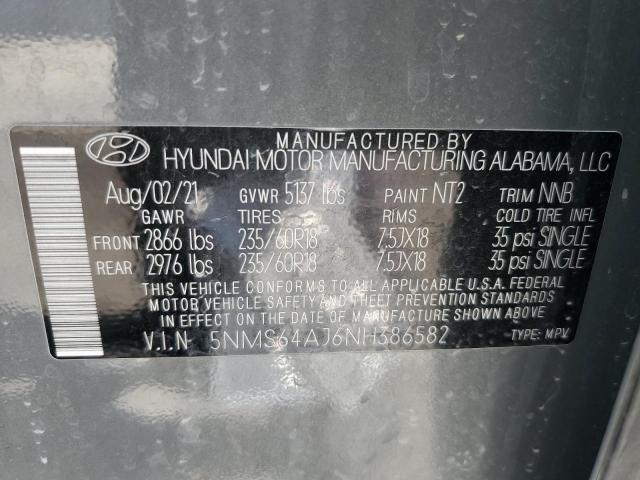 MANUFACTURED BY
HYUNDAI MOTOR MANUFACTURING ALABAMA, LLC
Aug/02/21 GVWR 5137 lbs PAINT NT2 TRIM NNB
GAWR TIRES RIMS COLD TIRE INFL
FRONT 2866 lbs 235/60R18 7.5JX18 35 psi SINGLE
REAR 2976 lbs 235/60R18 7.5JX18 35 psi SINGLE
THIS VEHICLE CONFORMS TO ALL APPLICABLE U.S.A. FEDERAL
MOTOR VEHICLE SAFETY AND THEFT PREVENTION STANDARDS
IN EFFECT ON THE DATE OF MANUFACTURE SHOWN ABOVE
V.I.N 5NMS64AJ6NH386582 TYPE: MPV